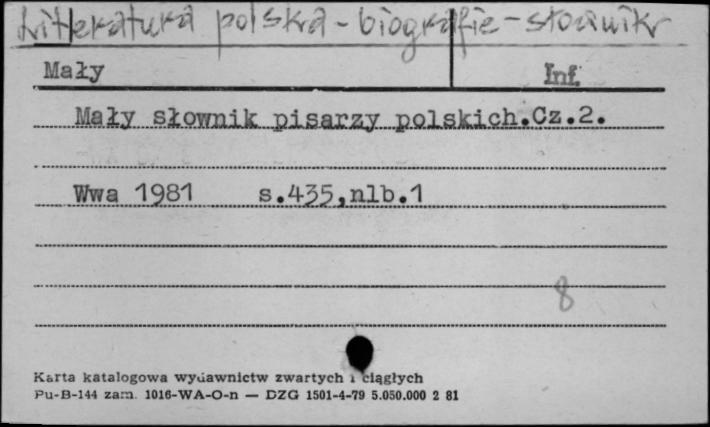 Literatura polska - biografie - słowniki
Mały Inf.
Mały słownik pisarzy polskich.Cz.2.
Wwa 1981 s.435,nlb.1
8
Karta katalogowa wydawnictw zwartych i ciągłych
Pu-B-144 zam. 1016-WA-O-n — DZG 1501-4-79 5.050.000 2 81